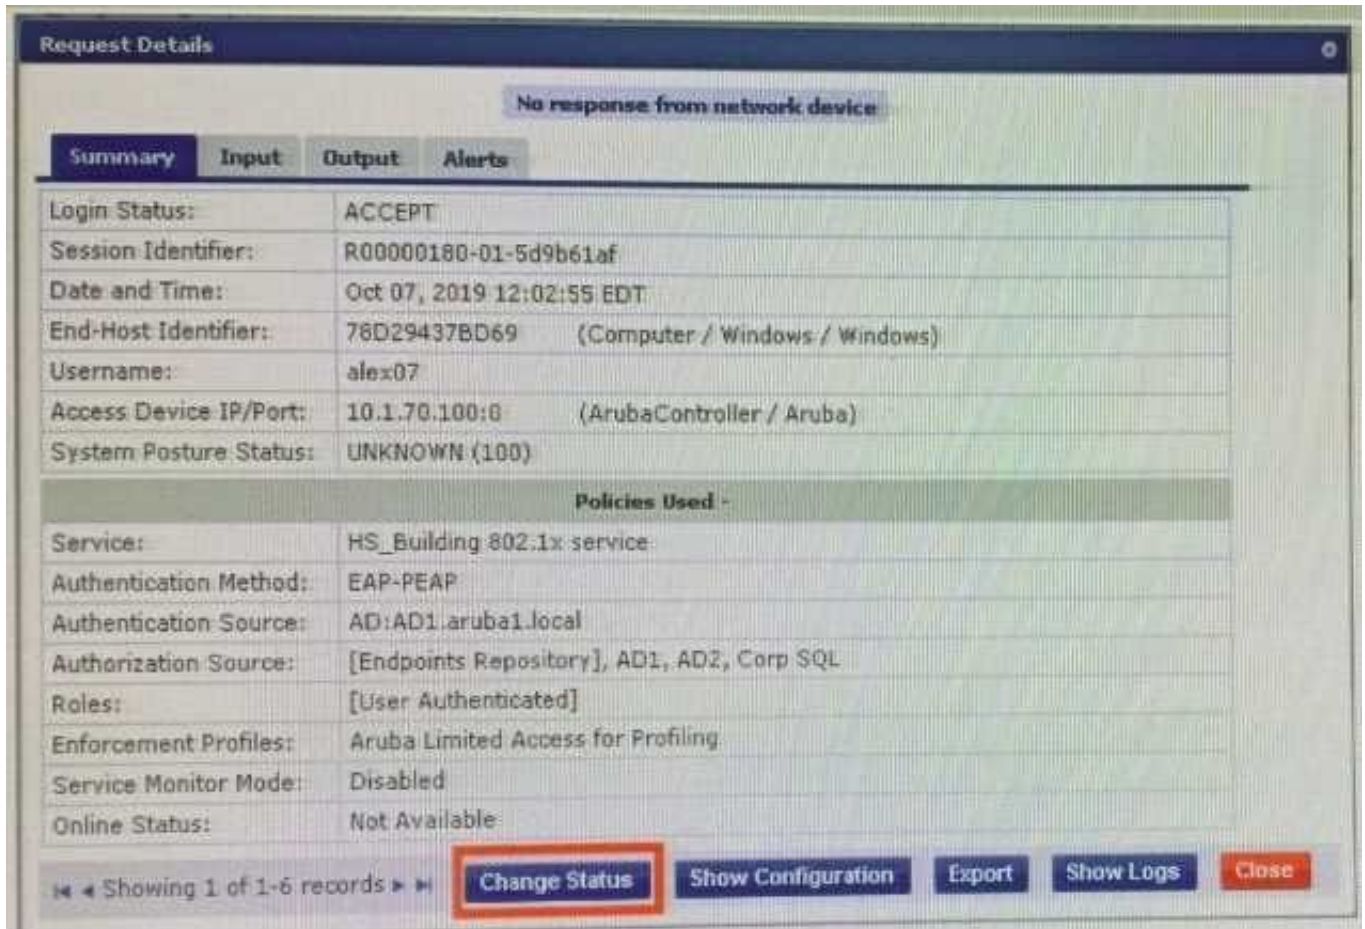 Request Details
No response from network device
Summary Input Output Alerts
Login Status: ACCEPT
Session Identifier: R00000180-01-5d9b61af
Date and Time: Oct 07, 2019 12:02:55 EDT
End-Host Identifier: 78D29437BD69 (Computer / Windows / Windows)
Username: alex07
Access Device IP/Port: 10.1.70.100:0 (ArubaController / Aruba)
System Posture Status: UNKNOWN (100)
Policies Used -
Service: HS_Building 802.1x service
Authentication Method: EAP-PEAP
Authentication Source: AD:AD1.aruba1.local
Authorization Source: [Endpoints Repository], AD1, AD2, Corp SQL
Roles: [User Authenticated]
Enforcement Profiles: Aruba Limited Access for Profiling
Service Monitor Mode: Disabled
Online Status: Not Available
Showing 1 of 1-6 records Change Status Show Configuration Export Show Logs Close